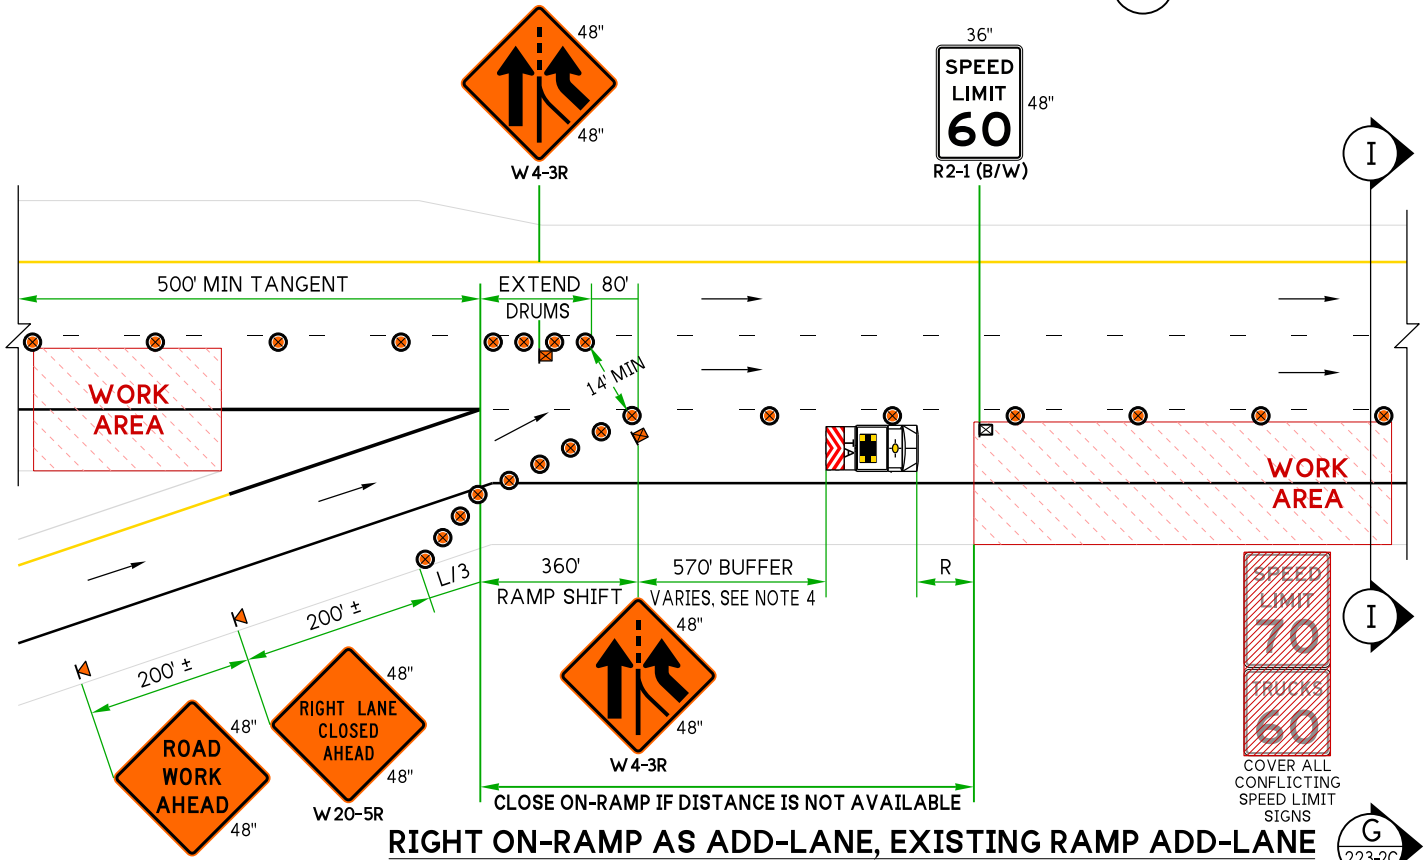 48"
48"
W4-3R
36"
SPEED
LIMIT
60
48"
R2-1 (B/W)
I
500' MIN TANGENT
EXTEND
DRUMS
80'
14' MIN
WORK
AREA
TA
WORK
AREA
L/3
360'
RAMP SHIFT
570' BUFFER
VARIES, SEE NOTE 4
R
200' ±
200' ±
SPEED
LIMIT
70
TRUCKS
60
I
48"
48"
W4-3R
RIGHT LANE
CLOSED
AHEAD
48"
48"
W20-5R
ROAD
WORK
AHEAD
48"
48"
COVER ALL
CONFLICTING
SPEED LIMIT
SIGNS
CLOSE ON-RAMP IF DISTANCE IS NOT AVAILABLE
RIGHT ON-RAMP AS ADD-LANE, EXISTING RAMP ADD-LANE
G
223-2C